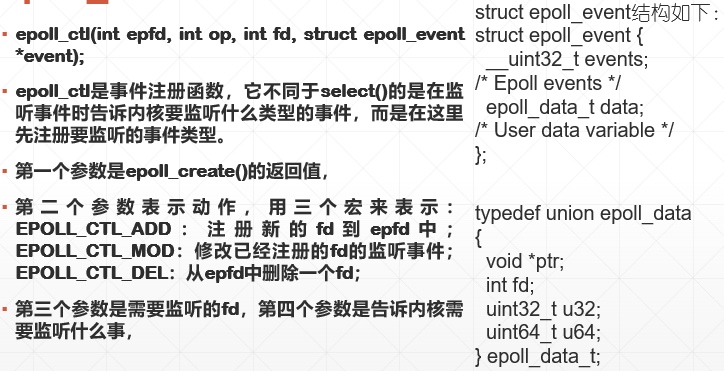 epoll_ctl(int epfd, int op, int fd, struct epoll_event
*event);
epoll_ctl是事件注册函数，它不同于select()的是在监
听事件时告诉内核要监听什么类型的事件，而是在这里
先注册要监听的事件类型。
第一个参数是epoll_create()的返回值，
第二个参数表示动作，用三个宏来表示：
EPOLL_CTL_ADD：注册新的fd到epfd中；
EPOLL_CTL_MOD：修改已经注册的fd的监听事件；
EPOLL_CTL_DEL：从epfd中删除一个fd；
第三个参数是需要监听的fd，第四个参数是告诉内核需
要监听什么事，
struct epoll_event结构如下：
struct epoll_event {
__uint32_t events;
/* Epoll events */
epoll_data_t data;
/* User data variable */
};
typedef union epoll_data
{
void *ptr;
int fd;
uint32_t u32;
uint64_t u64;
} epoll_data_t;